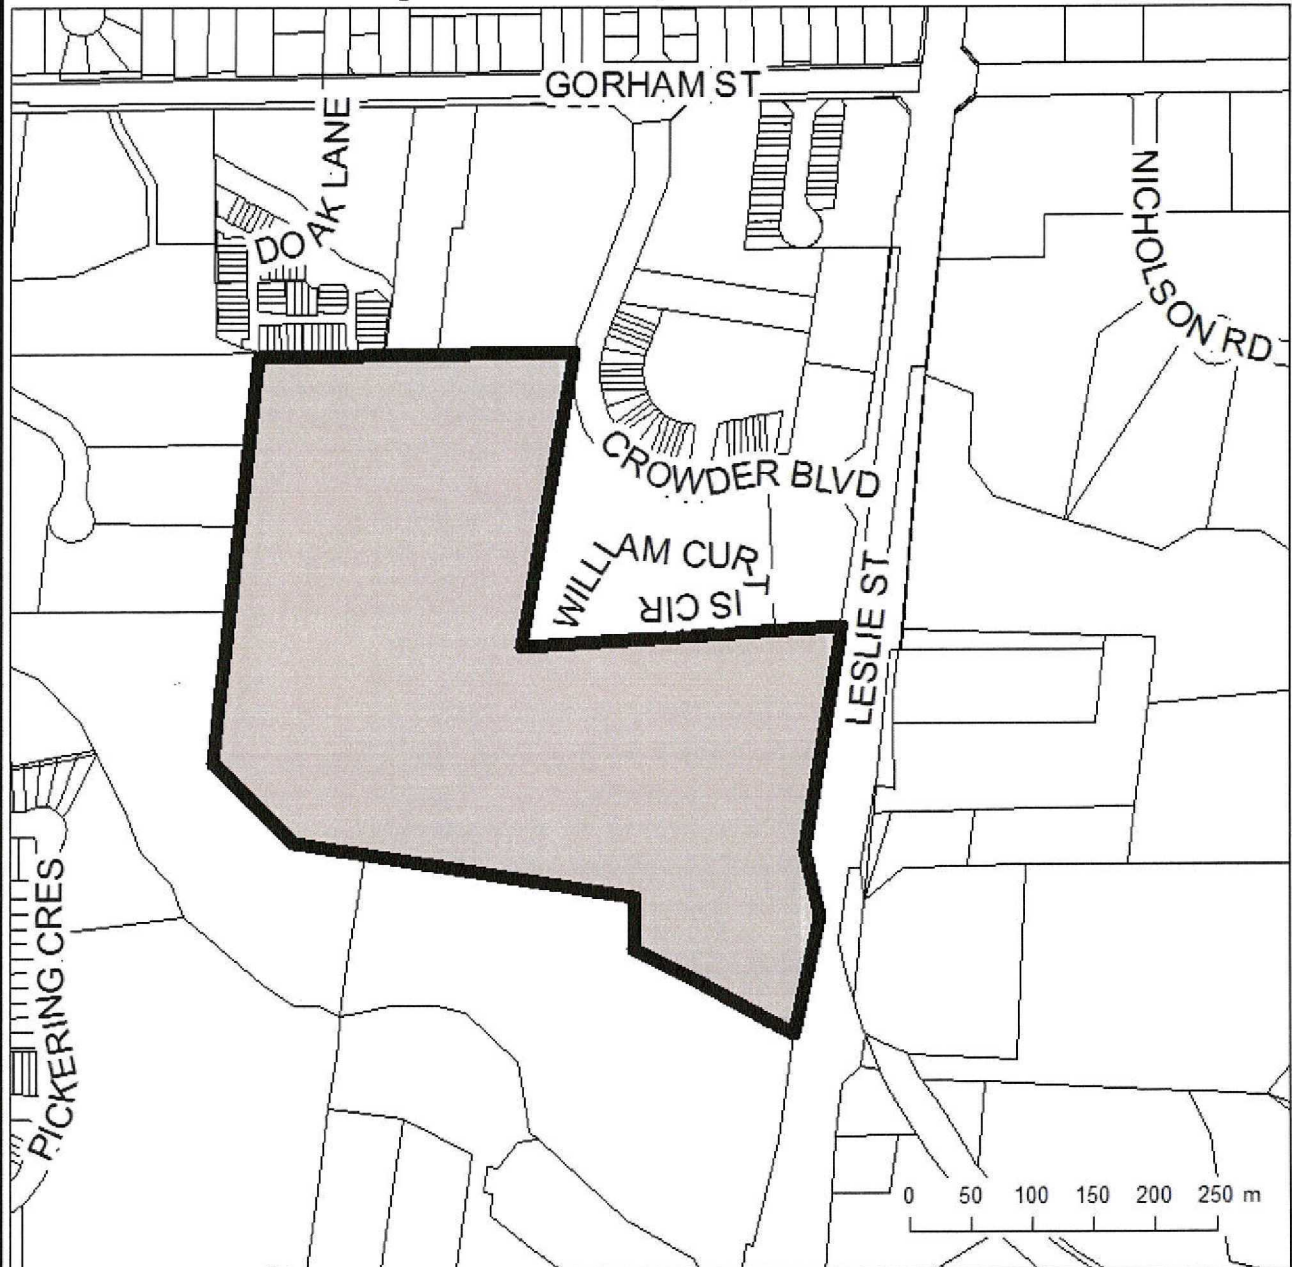 GORHAM ST
DOAK LANE
NICHOLSON RD
CROWDER BLVD
WILLIAM CURTIS CIR
LESLIE ST
PICKERING CRES
0 50 100 150 200 250 m